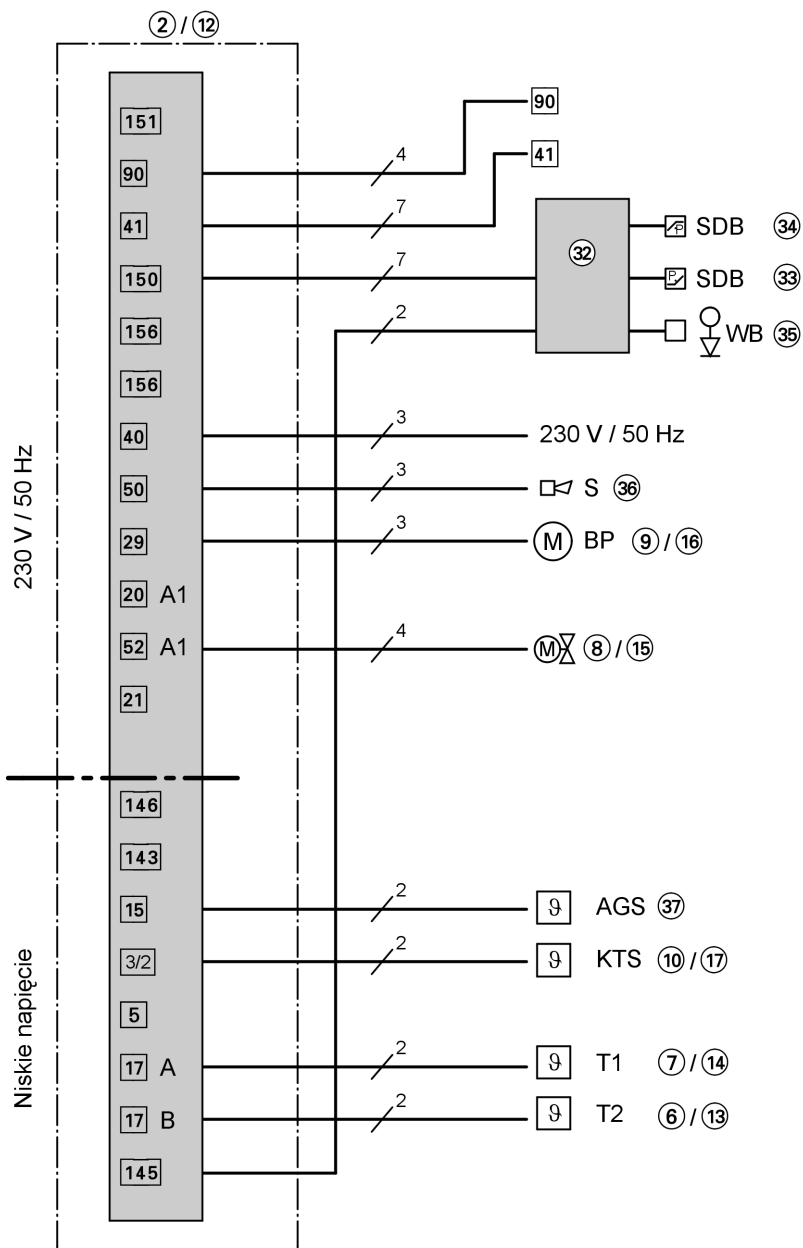 2 / 12
151
90
90 4
41
41 7
32
SDB 34
150 7
SDB 33
156 2
WB 35
156
40 3 230 V / 50 Hz
50 3 S 36
29 3 M BP 9 / 16
20 A1
52 A1 4 M 8 / 15
21
230 V / 50 Hz
146
143
15 2 ϑ AGS 37
3/2 2 ϑ KTS 10 / 17
5
17 A 2 ϑ T1 7 / 14
17 B 2 ϑ T2 6 / 13
145
Niskie napięcie